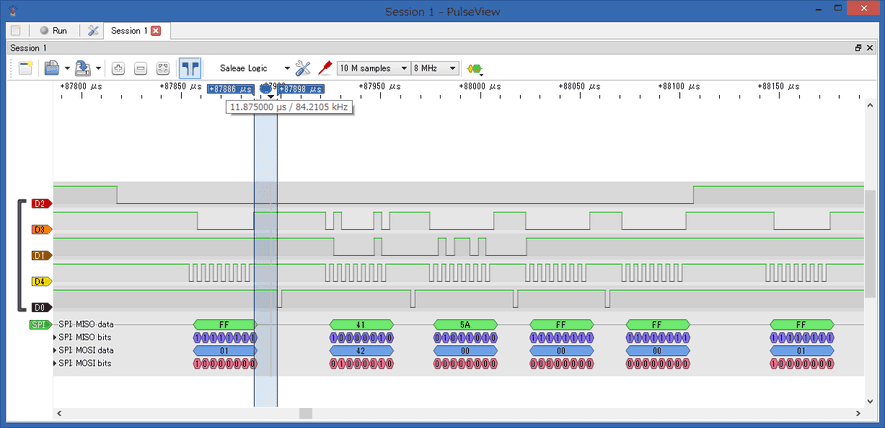 Session 1 - PulseView
Run
Session 1
Session 1
Saleae Logic
10 M samples
8 MHz
+87800 µs
+87850 µs
+87886 µs
+87898 µs
+87950 µs
+88000 µs
+88050 µs
+88100 µs
+88150 µs
11.875000 µs / 84.2105 kHz
D2
D3
D1
D4
D0
SPI
SPI MISO data
FF
41
5A
FF
FF
FF
SPI MISO bits
SPI MOSI data
01
42
00
00
00
01
SPI MOSI bits